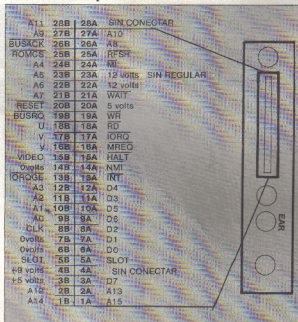 A11 28B 28A SIN CONECTAR
A9 27B 27A A10
BUSACK 26B 26A A8
ROMCS 25B 25A RFSH
A4 24B 24A MI
A5 23B 23A 12 volts SIN REGULAR
A6 22B 22A 12 volts
A7 21B 21A WAIT
RESET 20B 20A 5 volts
BUSRQ 19B 19A WR
U 18B 18A RD
V 17B 17A IORQ
y 16B 16A MREQ
VIDEO 15B 15A HALT
0volts 14B 14A NMI
IORQGE 13B 13A INT
A3 12B 12A D4
A2 11B 11A D3
A1 10B 10A D5
A0 9B 9A D6
CLK 8B 8A D2
0volts 7B 7A D1
0volts 6B 6A D0
SLOT 5B 5A SLOT
+9 volts 4B 4A SIN CONECTAR
+5 volts 3B 3A D7
A12 2B 2A A13
A14 1B 1A A15
EAR